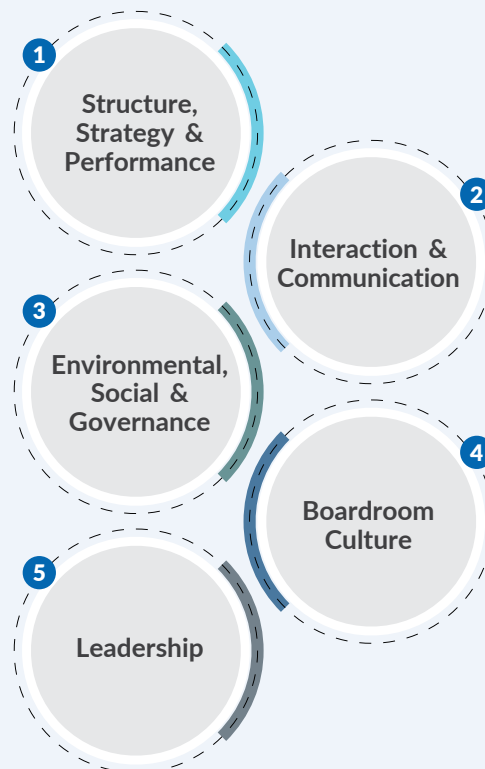 1
Structure,
Strategy &
Performance
2
Interaction &
Communication
3
Environmental,
Social &
Governance
4
Boardroom
Culture
5
Leadership